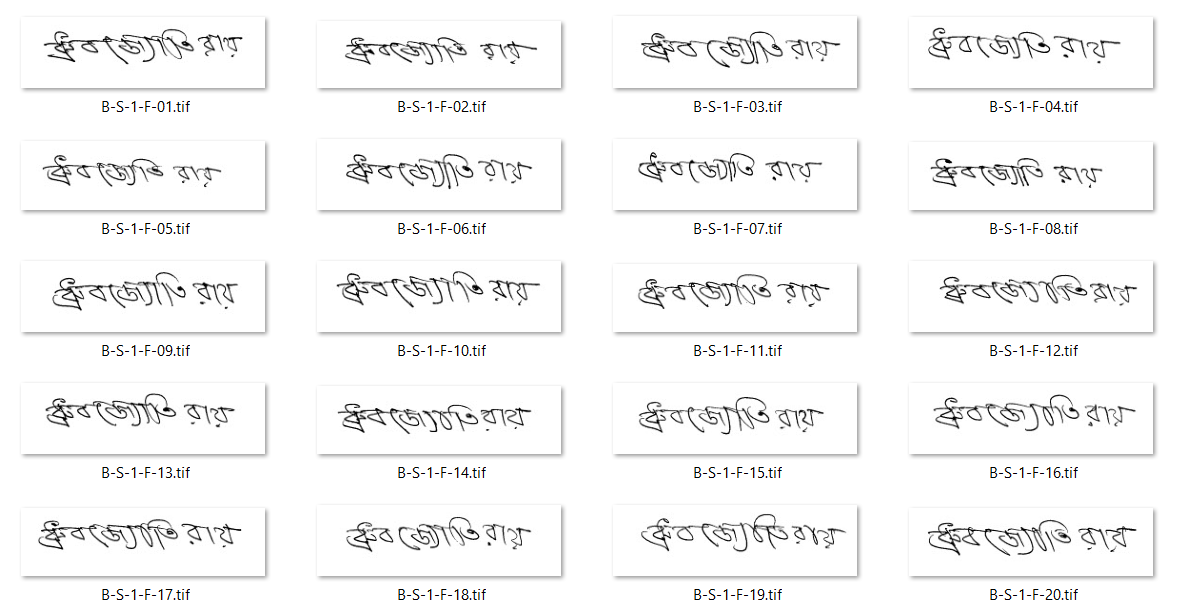 ধ্রুবজ্যোতি রায় ধ্রুবজ্যোতি রায় ধ্রুবজ্যোতি রায় ধ্রুবজ্যোতি রায়
B-S-1-F-01.tif B-S-1-F-02.tif B-S-1-F-03.tif B-S-1-F-04.tif
ধ্রুবজ্যোতি রায় ধ্রুবজ্যোতি রায় ধ্রুবজ্যোতি রায় ধ্রুবজ্যোতি রায়
B-S-1-F-05.tif B-S-1-F-06.tif B-S-1-F-07.tif B-S-1-F-08.tif
ধ্রুবজ্যোতি রায় ধ্রুবজ্যোতি রায় ধ্রুবজ্যোতি রায় ধ্রুবজ্যোতি রায়
B-S-1-F-09.tif B-S-1-F-10.tif B-S-1-F-11.tif B-S-1-F-12.tif
ধ্রুবজ্যোতি রায় ধ্রুবজ্যোতি রায় ধ্রুবজ্যোতি রায় ধ্রুবজ্যোতি রায়
B-S-1-F-13.tif B-S-1-F-14.tif B-S-1-F-15.tif B-S-1-F-16.tif
ধ্রুবজ্যোতি রায় ধ্রুবজ্যোতি রায় ধ্রুবজ্যোতি রায় ধ্রুবজ্যোতি রায়
B-S-1-F-17.tif B-S-1-F-18.tif B-S-1-F-19.tif B-S-1-F-20.tif